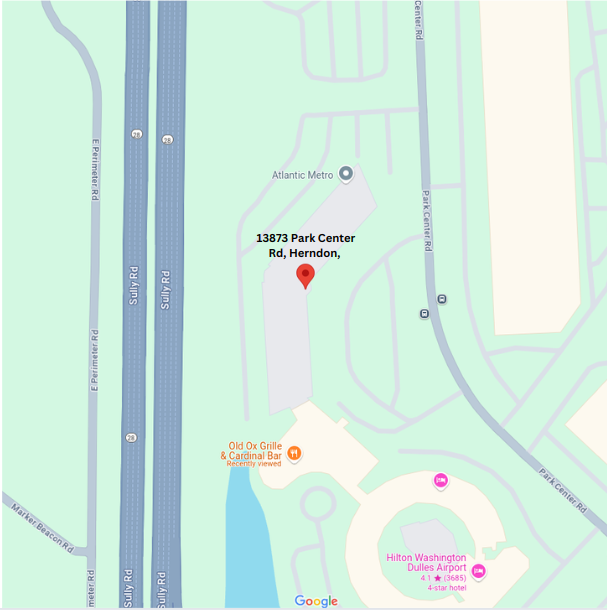 Center Rd
28
28
E Perimeter Rd
Atlantic Metro
Park Center Rd
13873 Park Center
Rd, Herndon,
Sully Rd
Sully Rd
E Perimeter Rd
28
Old Ox Grille
& Cardinal Bar
Recently viewed
Park Center Rd
Marker Beacon Rd
Hilton Washington
Dulles Airport
4.1 ★ (3685)
4-star hotel
meter Rd
Sully Rd
Sully Rd
Google